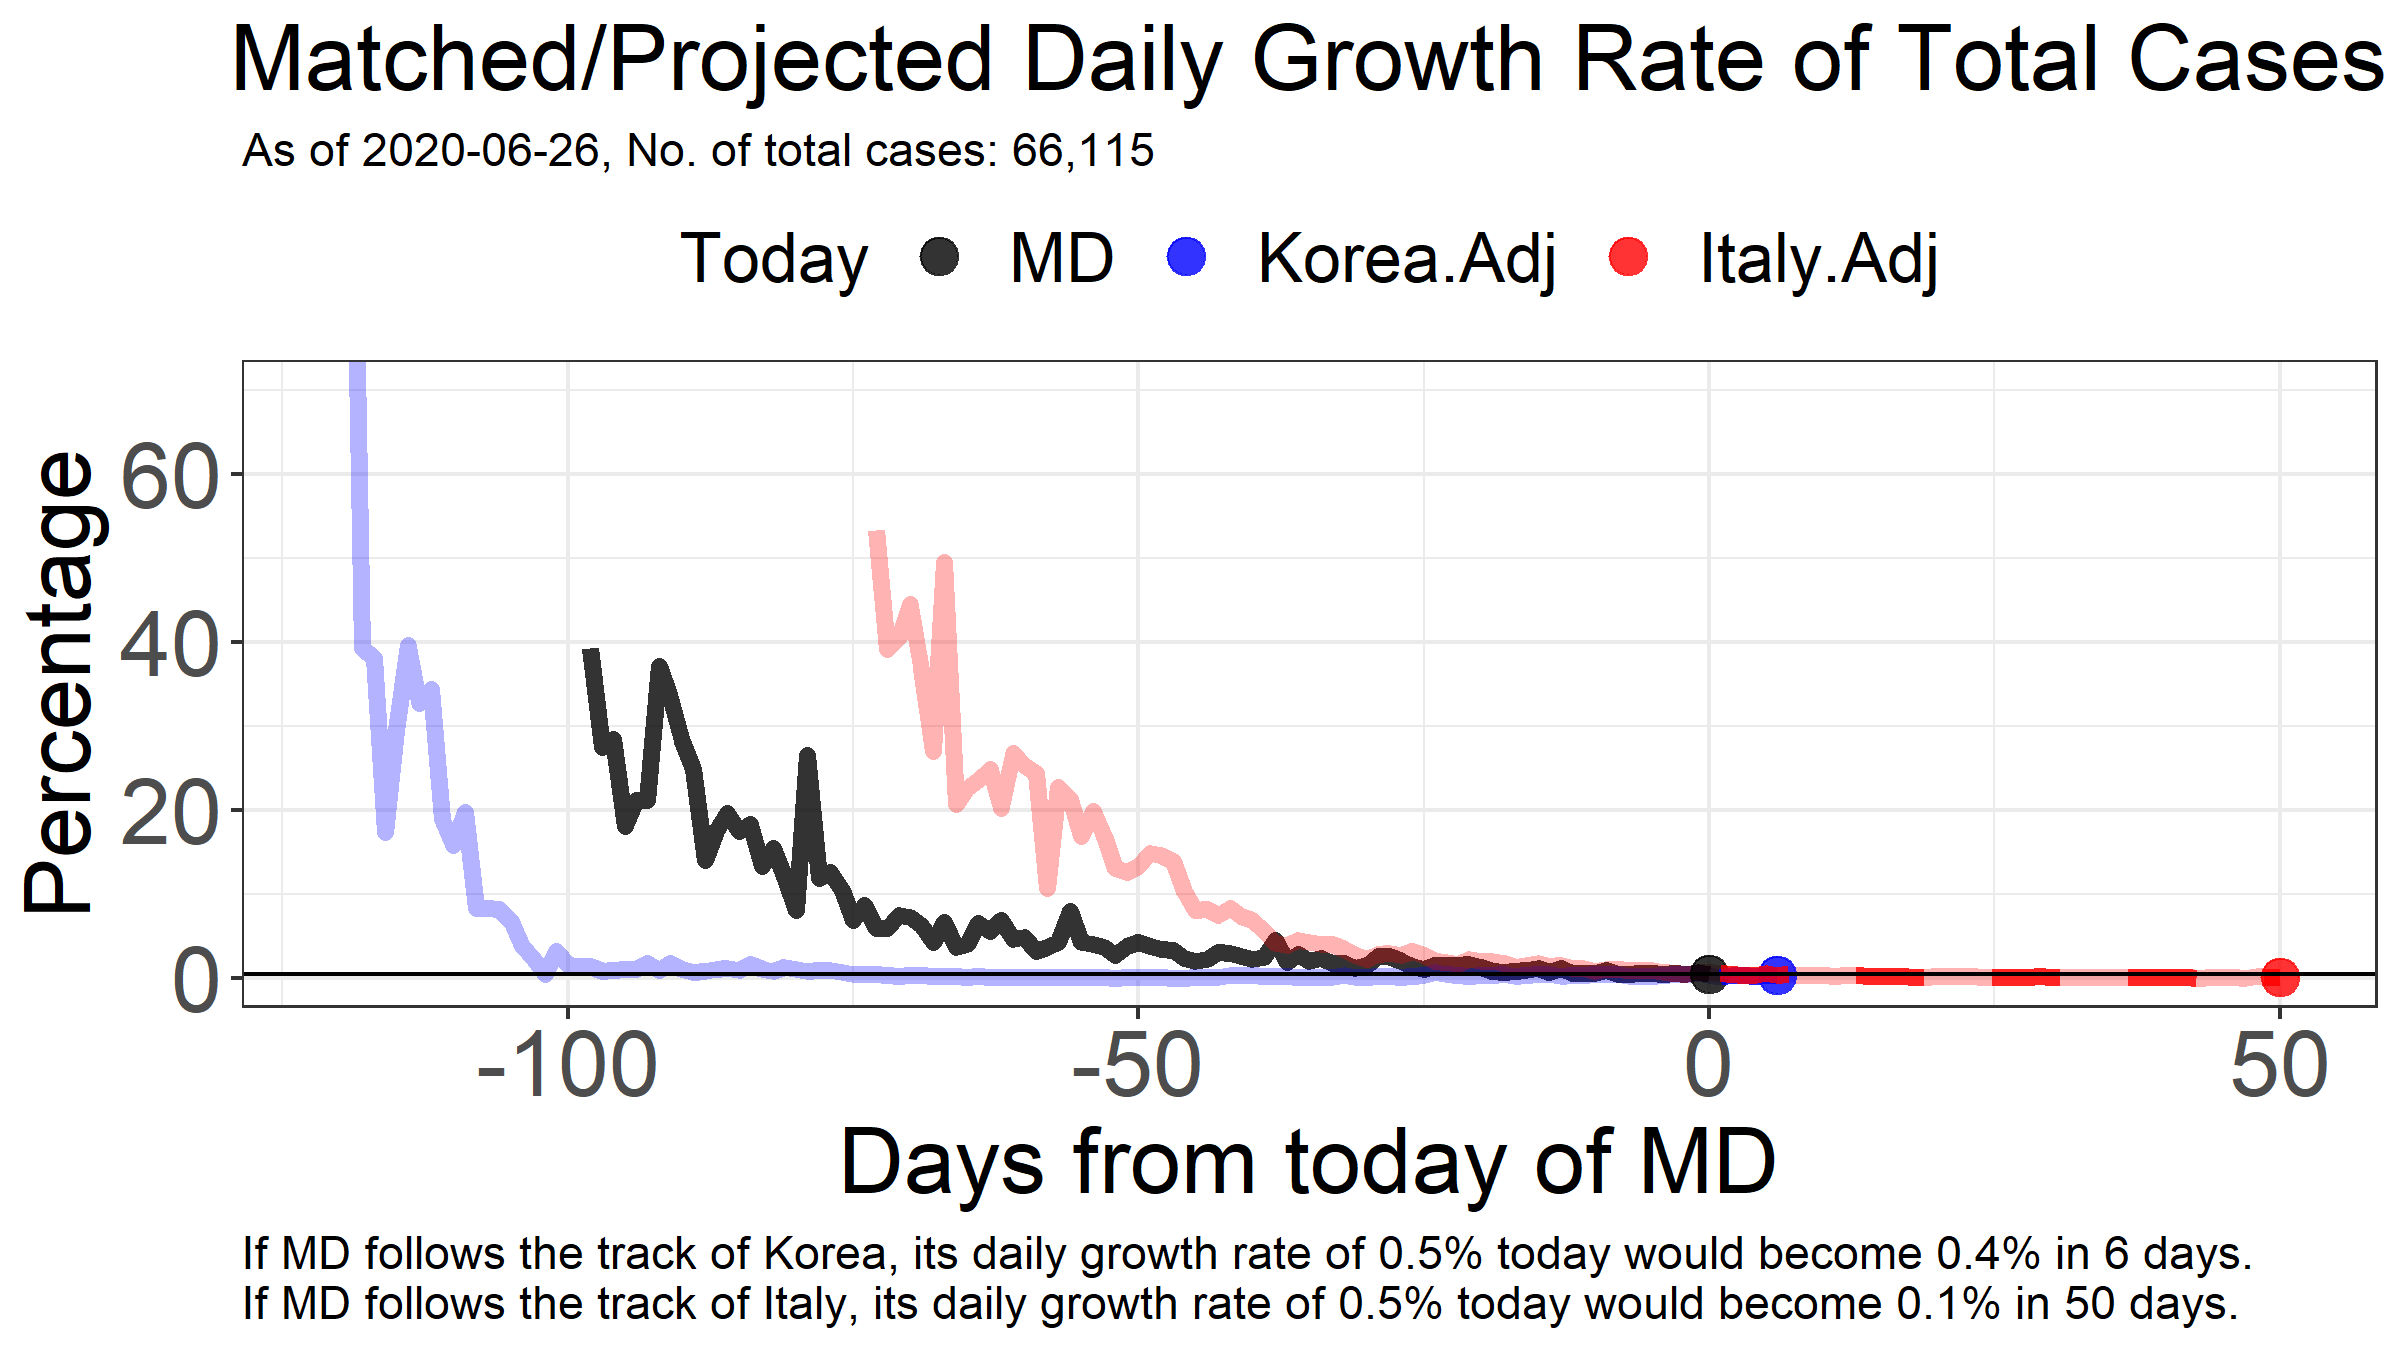 Matched/Projected Daily Growth Rate of Total Cases
As of 2020-06-26, No. of total cases: 66,115
Today MD Korea.Adj Italy.Adj
Percentage
60
40
20
0
-100 -50 0 50
Days from today of MD
If MD follows the track of Korea, its daily growth rate of 0.5% today would become 0.4% in 6 days.
If MD follows the track of Italy, its daily growth rate of 0.5% today would become 0.1% in 50 days.